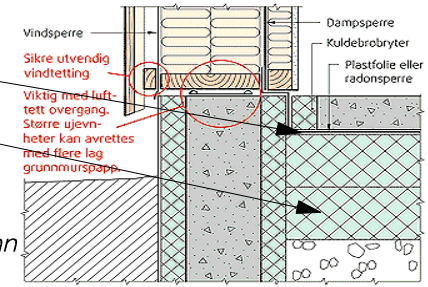 Vindsperre
Sikre utvendig
vindtetting
Viktig med luft-
tett overgang.
Større ujevn-
heter kan avrettes
med flere lag
grunnmurspapp.
Dampsperre
Kuldebrobryter
Plastfolie eller
radonsperre